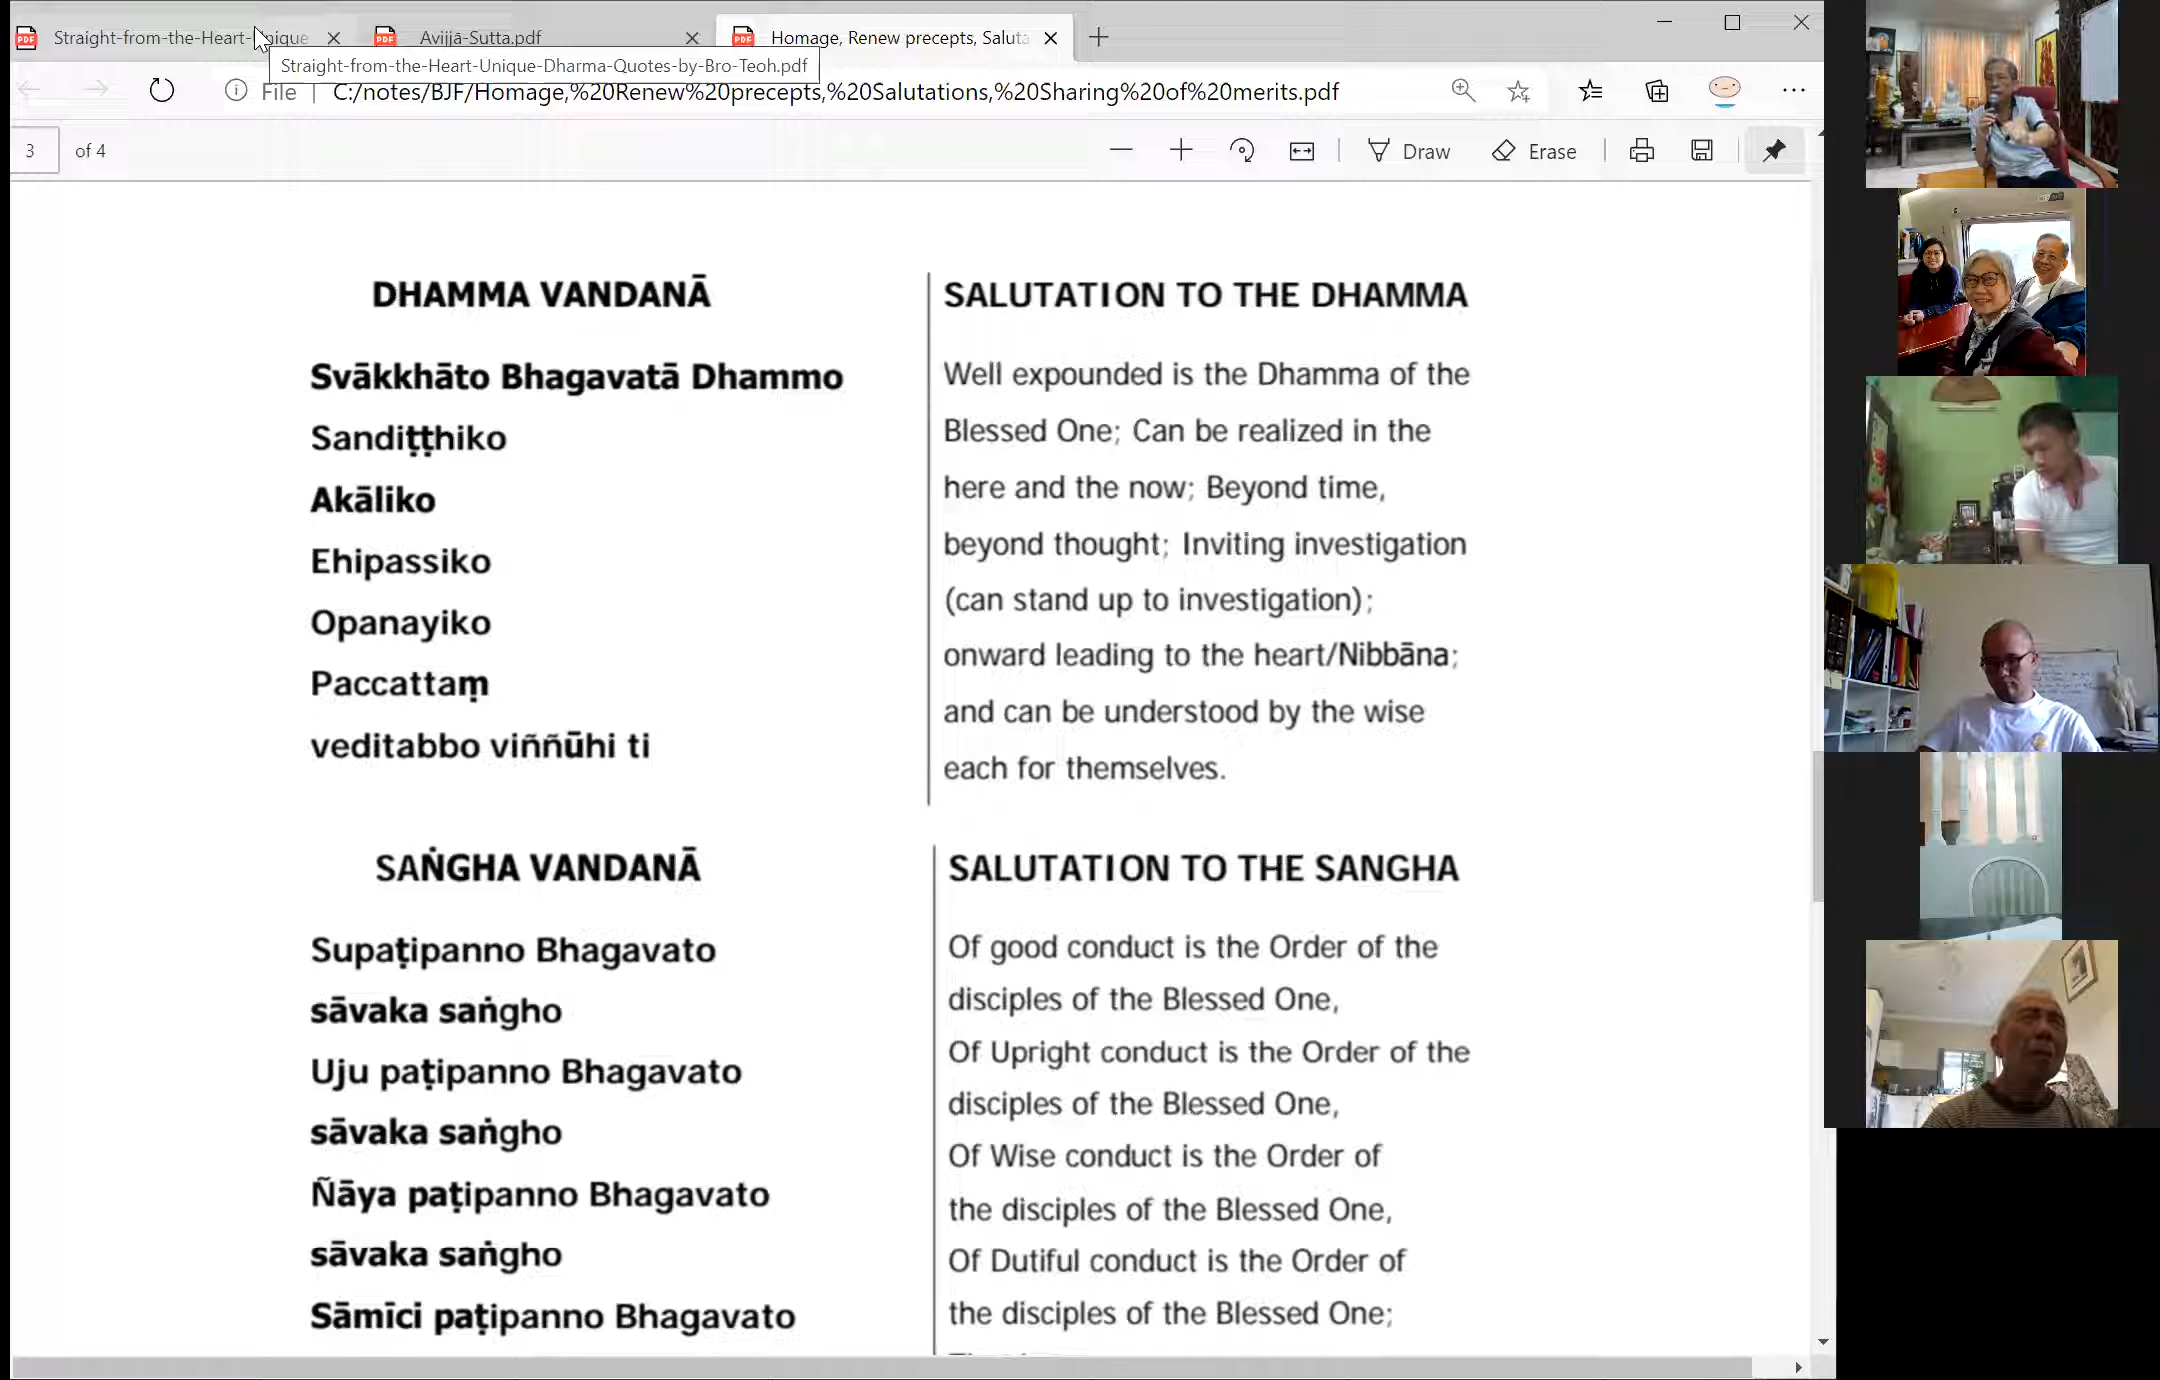 Straight-from-the-Heart-Unique
Avijjā-Sutta.pdf
Homage, Renew precepts, Saluta
Straight-from-the-Heart-Unique-Dharma-Quotes-by-Bro-Teoh.pdf
File | C:/notes/BJF/Homage,%20Renew%20precepts,%20Salutations,%20Sharing%20of%20merits.pdf
3 of 4
Draw
Erase
DHAMMA VANDANĀ
Svākkhāto Bhagavatā Dhammo
Sandiṭṭhiko
Akāliko
Ehipassiko
Opanayiko
Paccattaṃ
veditabbo viññūhi ti
SALUTATION TO THE DHAMMA
Well expounded is the Dhamma of the
Blessed One; Can be realized in the
here and the now; Beyond time,
beyond thought; Inviting investigation
(can stand up to investigation);
onward leading to the heart/Nibbāna;
and can be understood by the wise
each for themselves.
SAṄGHA VANDANĀ
Supaṭipanno Bhagavato
sāvaka saṅgho
Uju paṭipanno Bhagavato
sāvaka saṅgho
Ñāya paṭipanno Bhagavato
sāvaka saṅgho
Sāmīci paṭipanno Bhagavato
SALUTATION TO THE SANGHA
Of good conduct is the Order of the
disciples of the Blessed One,
Of Upright conduct is the Order of the
disciples of the Blessed One,
Of Wise conduct is the Order of
the disciples of the Blessed One,
Of Dutiful conduct is the Order of
the disciples of the Blessed One;